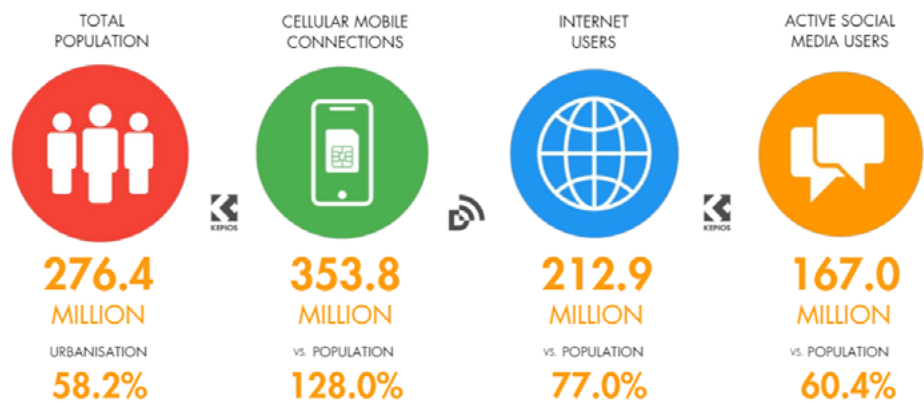 TOTAL
POPULATION
CELLULAR MOBILE
CONNECTIONS
INTERNET
USERS
ACTIVE SOCIAL
MEDIA USERS
KEPIOS
KEPIOS
276.4
MILLION
353.8
MILLION
212.9
MILLION
167.0
MILLION
URBANISATION
58.2%
vs. POPULATION
128.0%
vs. POPULATION
77.0%
vs. POPULATION
60.4%